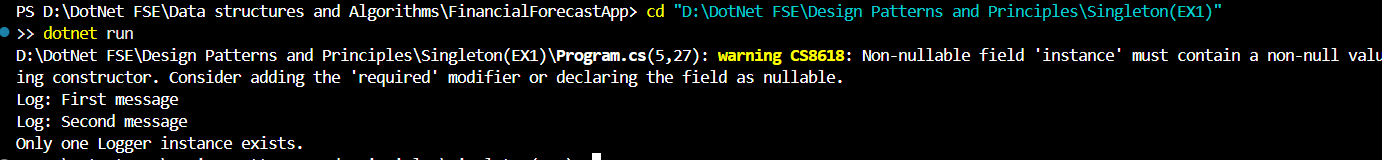 PS D:\DotNet FSE\Data structures and Algorithms\FinancialForecastApp> cd "D:\DotNet FSE\Design Patterns and Principles\Singleton(EX1)"
>> dotnet run
D:\DotNet FSE\Design Patterns and Principles\Singleton(EX1)\Program.cs(5,27): warning CS8618: Non-nullable field 'instance' must contain a non-null valu
ing constructor. Consider adding the 'required' modifier or declaring the field as nullable.
Log: First message
Log: Second message
Only one Logger instance exists.